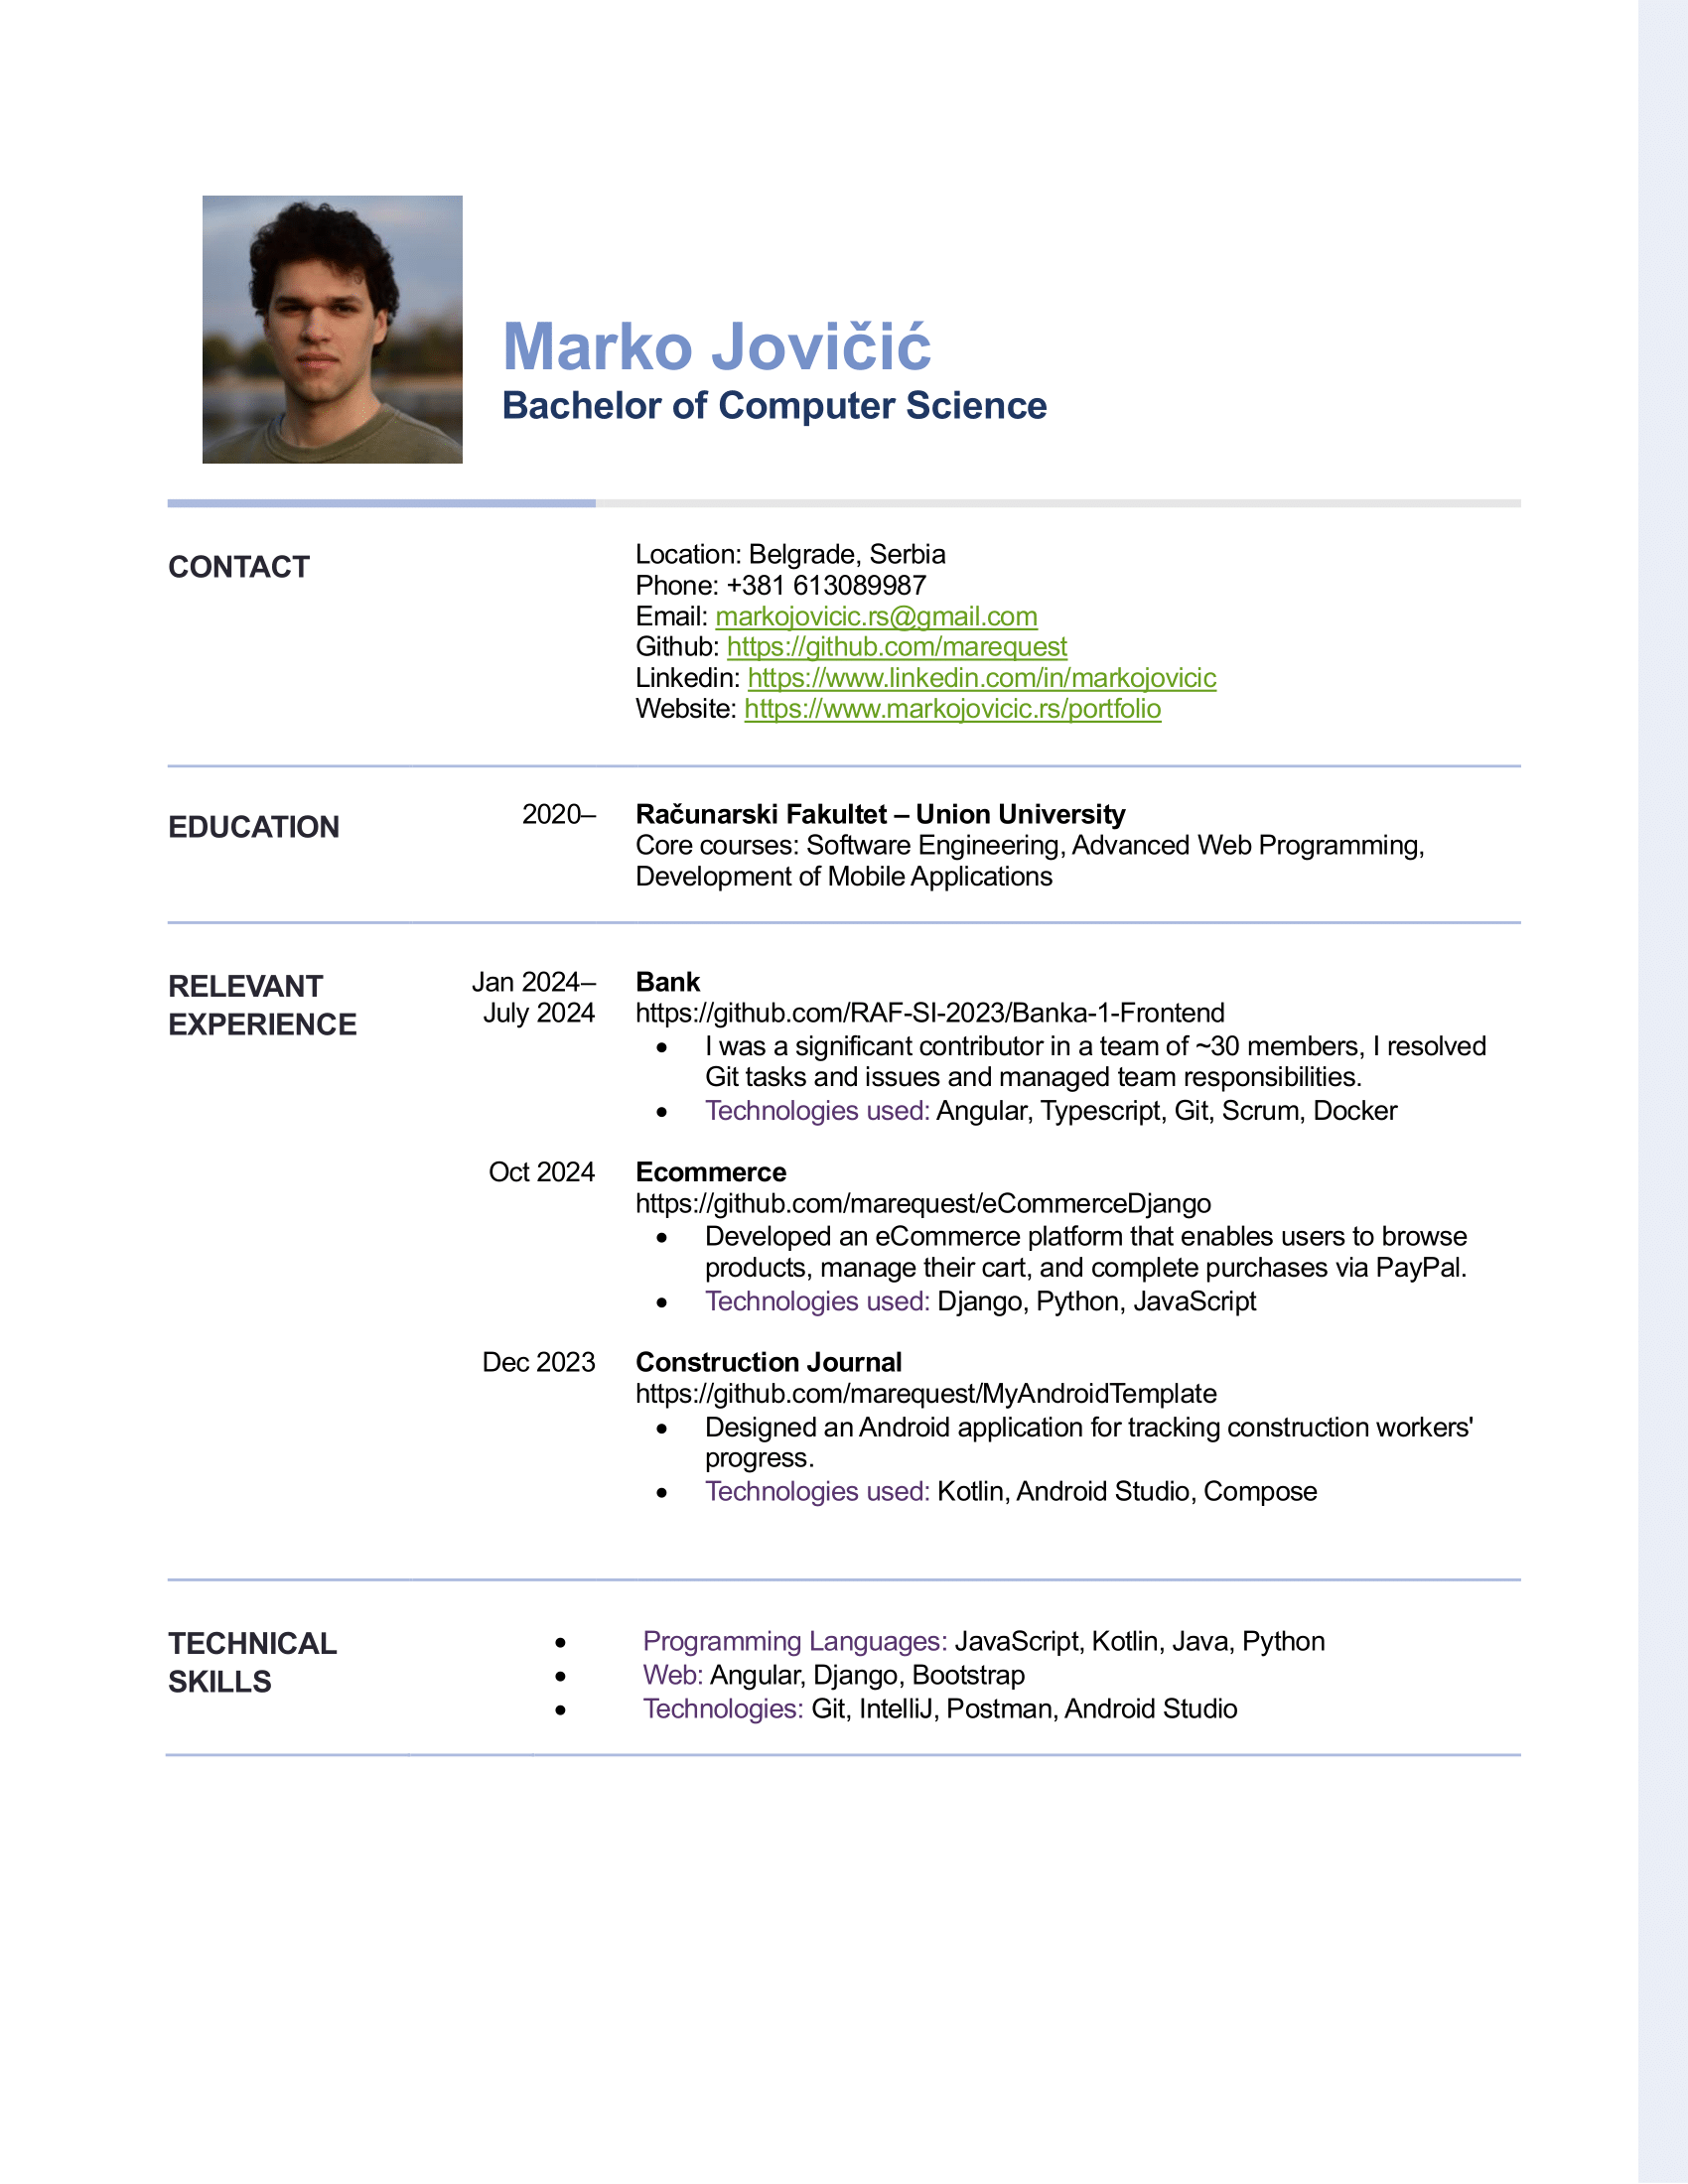 Marko Jovičić
Bachelor of Computer Science
CONTACT
Location: Belgrade, Serbia
Phone: +381 613089987
Email: markojovicic.rs@gmail.com
Github: https://github.com/marequest
Linkedin: https://www.linkedin.com/in/markojovicic
Website: https://www.markojovicic.rs/portfolio
EDUCATION
2020–
Računarski Fakultet – Union University
Core courses: Software Engineering, Advanced Web Programming,
Development of Mobile Applications
RELEVANT
EXPERIENCE
Jan 2024–
July 2024
Bank
https://github.com/RAF-SI-2023/Banka-1-Frontend
• I was a significant contributor in a team of ~30 members, I resolved
Git tasks and issues and managed team responsibilities.
• Technologies used: Angular, Typescript, Git, Scrum, Docker
Oct 2024
Ecommerce
https://github.com/marequest/eCommerceDjango
• Developed an eCommerce platform that enables users to browse
products, manage their cart, and complete purchases via PayPal.
• Technologies used: Django, Python, JavaScript
Dec 2023
Construction Journal
https://github.com/marequest/MyAndroidTemplate
• Designed an Android application for tracking construction workers'
progress.
• Technologies used: Kotlin, Android Studio, Compose
TECHNICAL
SKILLS
• Programming Languages: JavaScript, Kotlin, Java, Python
• Web: Angular, Django, Bootstrap
• Technologies: Git, IntelliJ, Postman, Android Studio